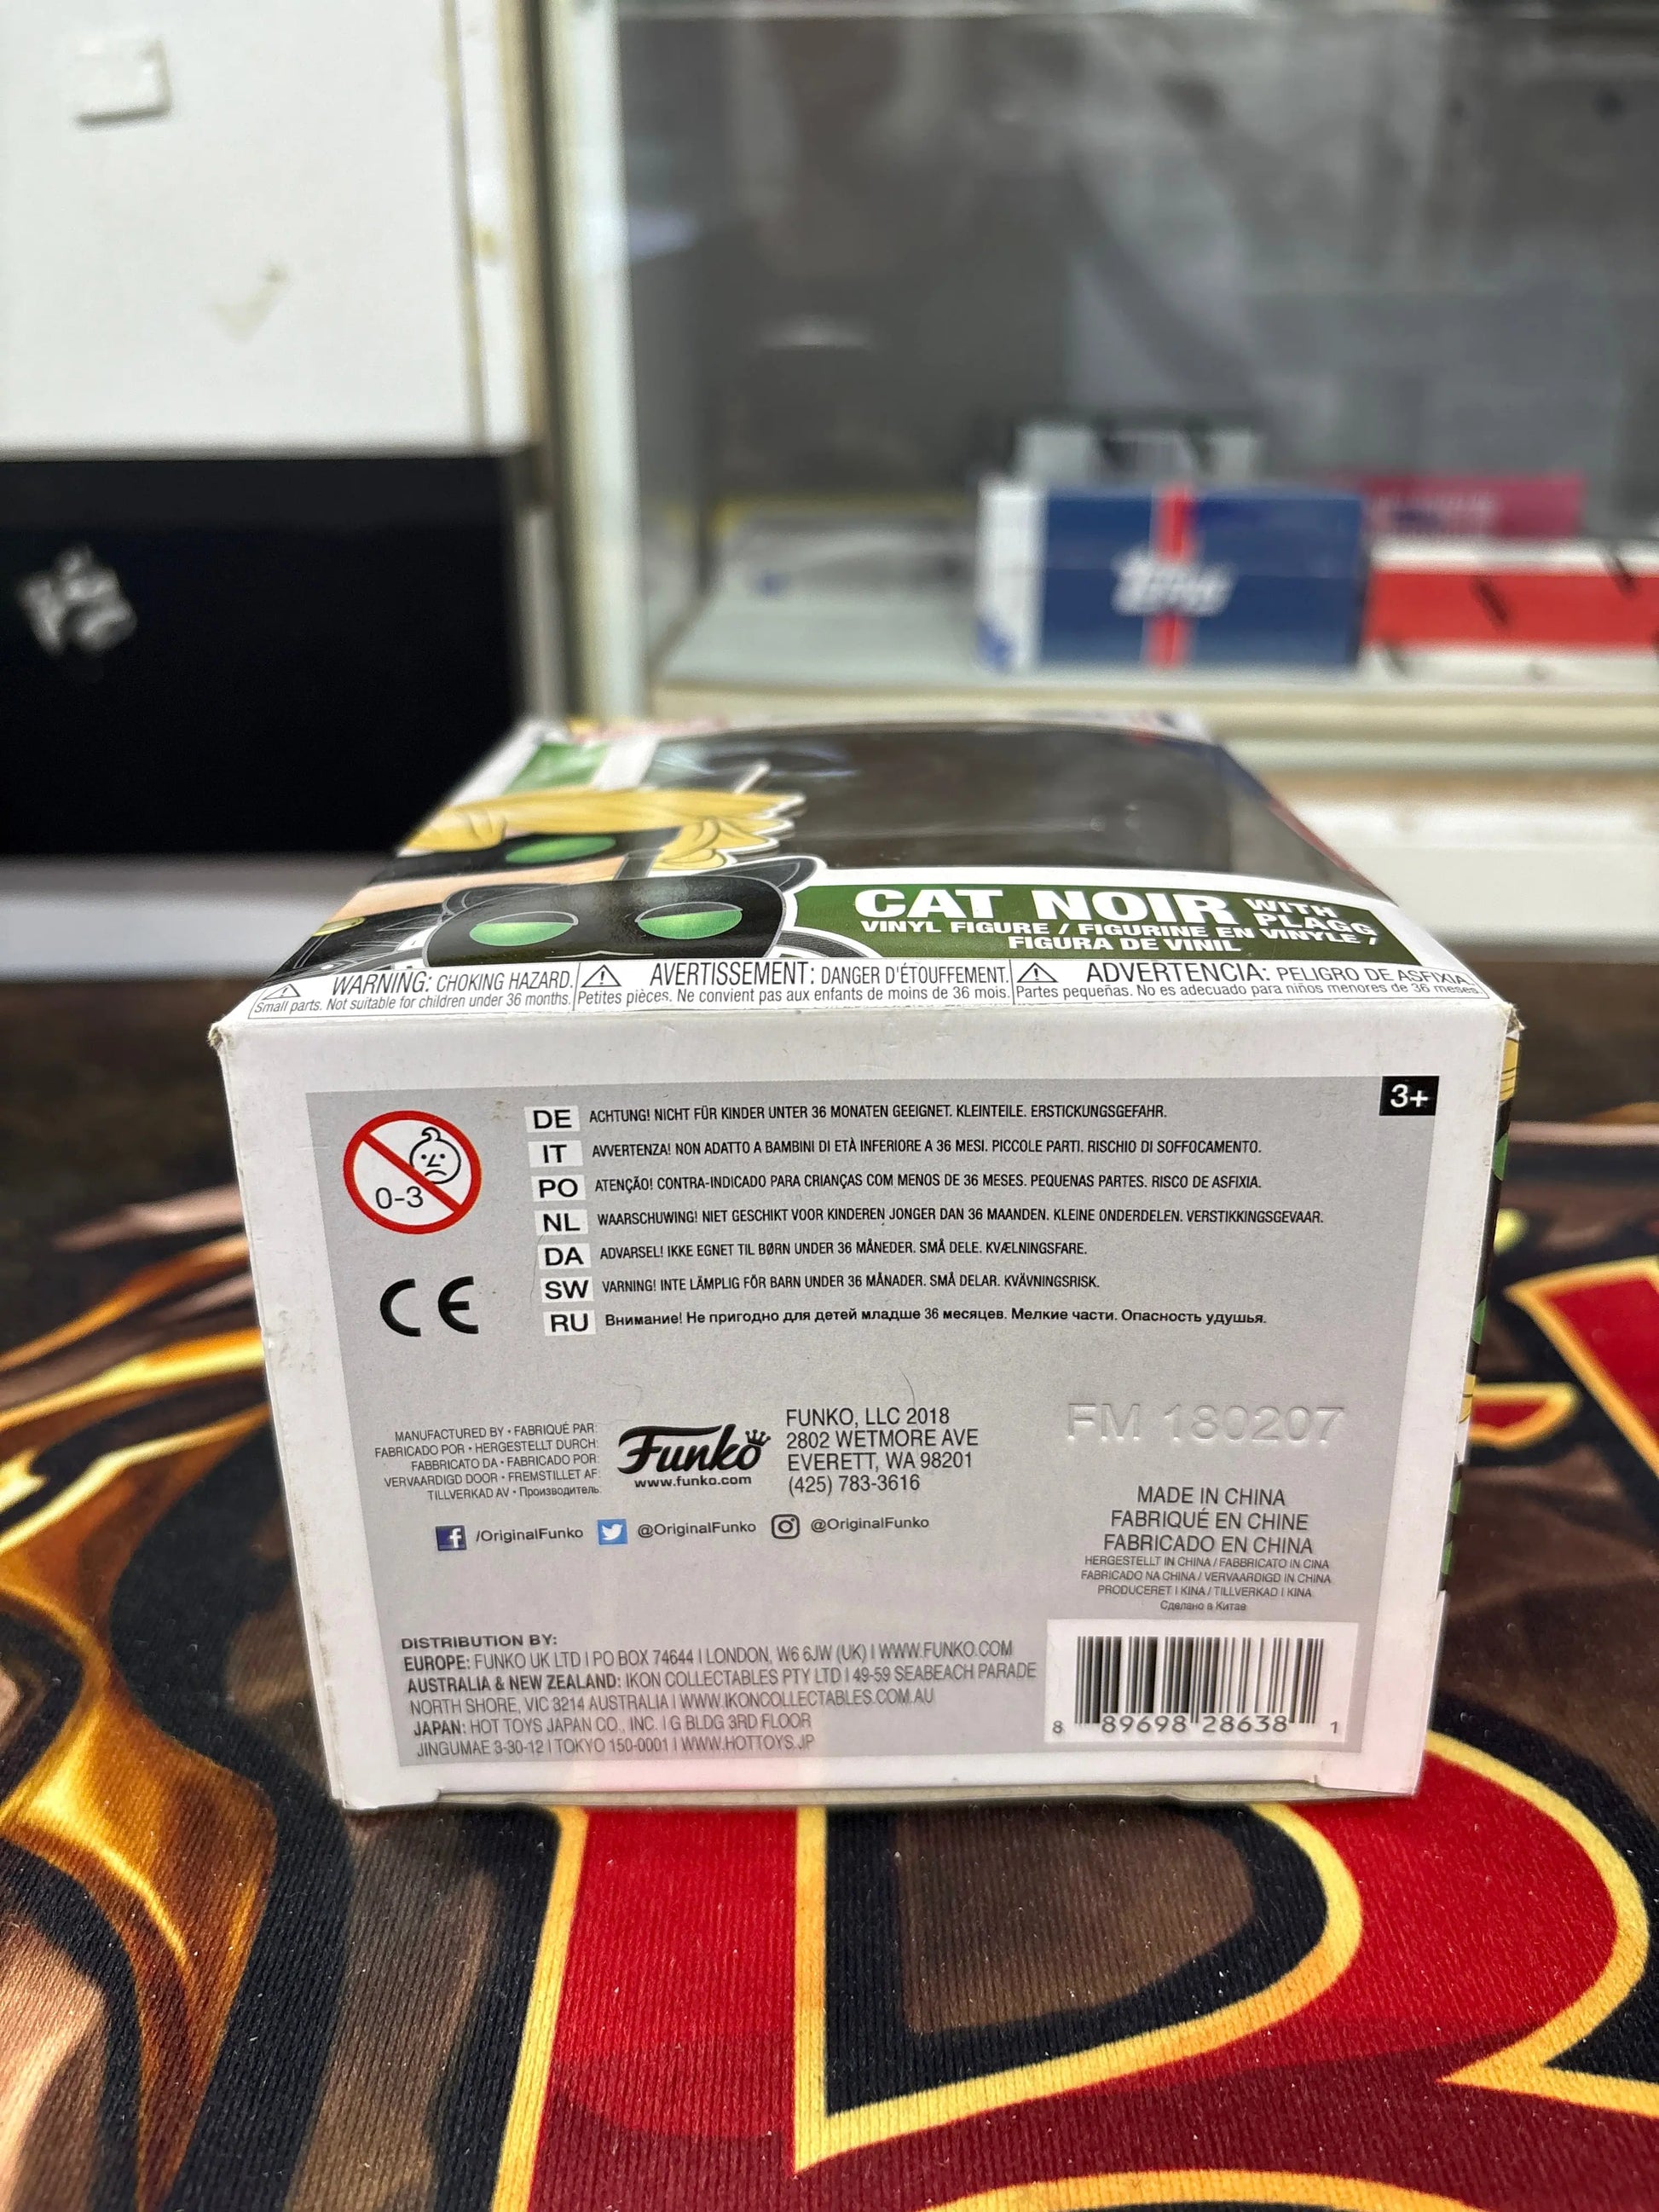 topps
CAT NOIR WITH PLAGG
VINYL FIGURE / FIGURINE EN VINYLE /
FIGURA DE VINIL
WARNING: CHOKING HAZARD.
Small parts. Not suitable for children under 36 months.
AVERTISSEMENT: DANGER D'ÉTOUFFEMENT.
Petites pièces. Ne convient pas aux enfants de moins de 36 mois.
ADVERTENCIA: PELIGRO DE ASFIXIA.
Partes pequeñas. No es adecuado para niños menores de 36 meses.
3+
0-3
DE ACHTUNG! NICHT FÜR KINDER UNTER 36 MONATEN GEEIGNET. KLEINTEILE. ERSTICKUNGSGEFAHR.
IT AVVERTENZA! NON ADATTO A BAMBINI DI ETÀ INFERIORE A 36 MESI. PICCOLE PARTI. RISCHIO DI SOFFOCAMENTO.
PO ATENÇÃO! CONTRA-INDICADO PARA CRIANÇAS COM MENOS DE 36 MESES. PEQUENAS PARTES. RISCO DE ASFIXIA.
NL WAARSCHUWING! NIET GESCHIKT VOOR KINDEREN JONGER DAN 36 MAANDEN. KLEINE ONDERDELEN. VERSTIKKINGSGEVAAR.
DA ADVARSEL! IKKE EGNET TIL BØRN UNDER 36 MÅNEDER. SMÅ DELE. KVÆLNINGSFARE.
SW VARNING! INTE LÄMPLIG FÖR BARN UNDER 36 MÅNADER. SMÅ DELAR. KVÄVNINGSRISK.
RU Внимание! Не пригодно для детей младше 36 месяцев. Мелкие части. Опасность удушья.
CE
MANUFACTURED BY • FABRIQUÉ PAR:
FABRICADO POR • HERGESTELLT DURCH:
FABBRICATO DA • FABRICADO POR:
VERVAARDIGD DOOR • FREMSTILLET AF:
TILLVERKAD AV • Производитель:
Funko
www.funko.com
FUNKO, LLC 2018
2802 WETMORE AVE
EVERETT, WA 98201
(425) 783-3616
FM 180207
/OriginalFunko @OriginalFunko @OriginalFunko
MADE IN CHINA
FABRIQUÉ EN CHINE
FABRICADO EN CHINA
HERGESTELLT IN CHINA / FABBRICATO IN CINA
FABRICADO NA CHINA / VERVAARDIGD IN CHINA
PRODUCERET I KINA / TILLVERKAD I KINA
Сделано в Китае
DISTRIBUTION BY:
EUROPE: FUNKO UK LTD | PO BOX 74644 | LONDON, W6 6JW (UK) | WWW.FUNKO.COM
AUSTRALIA & NEW ZEALAND: IKON COLLECTABLES PTY LTD | 49-59 SEABEACH PARADE
NORTH SHORE, VIC 3214 AUSTRALIA | WWW.IKONCOLLECTABLES.COM.AU
JAPAN: HOT TOYS JAPAN CO., INC. | G BLDG 3RD FLOOR
JINGUMAE 3-30-12 | TOKYO 150-0001 | WWW.HOTTOYS.JP
8 89698 28638 1